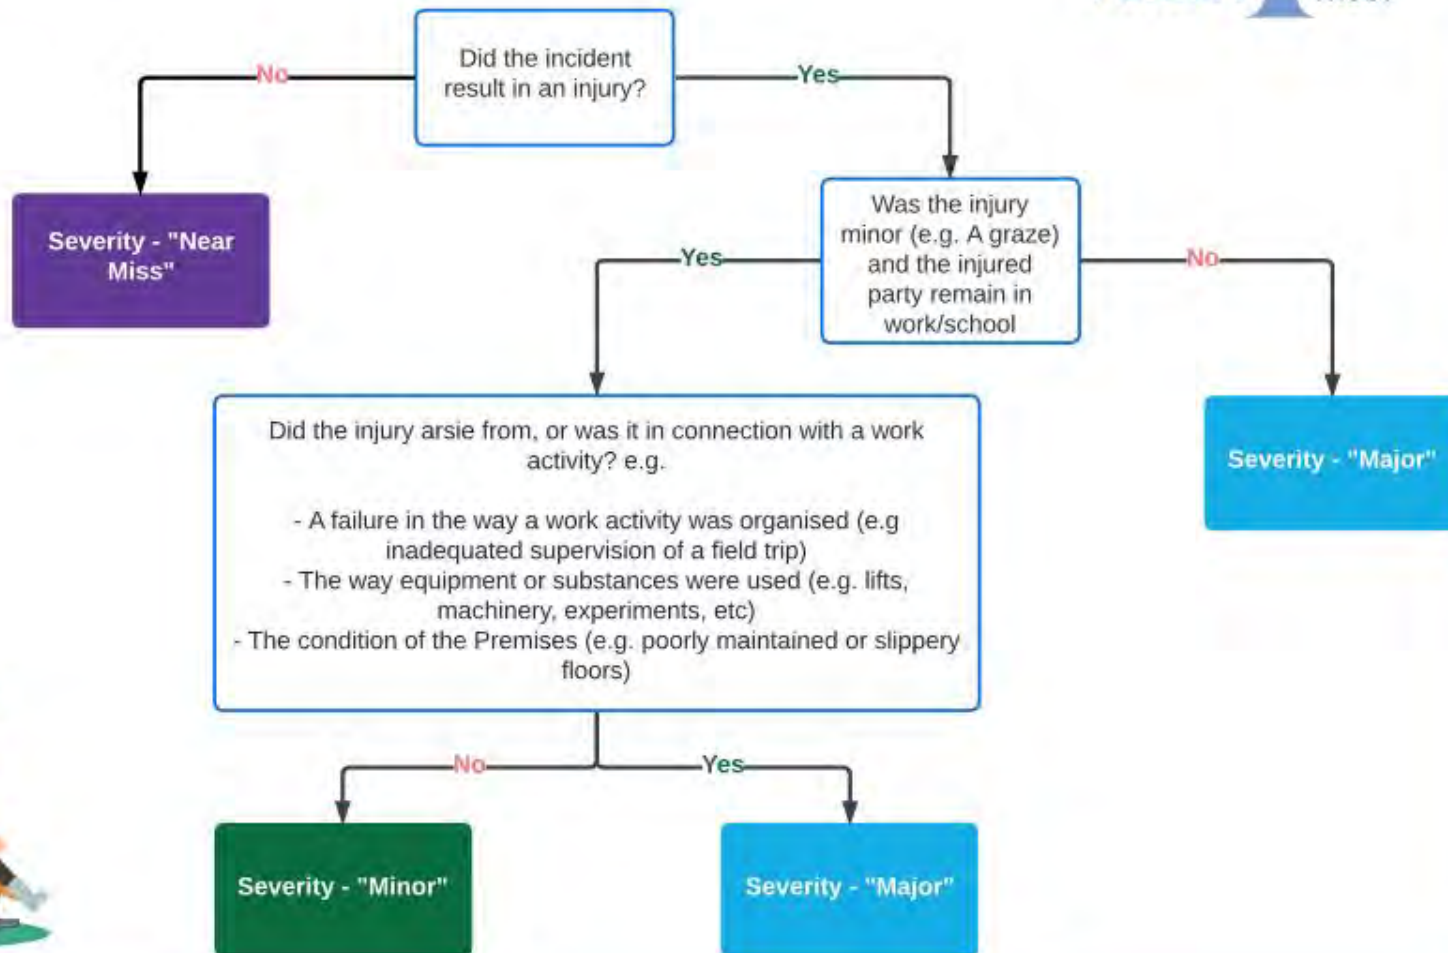 Did the incident
result in an injury?
No
Yes
Severity - "Near
Miss"
Was the injury
minor (e.g. A graze)
and the injured
party remain in
work/school
Yes
No
Did the injury arsie from, or was it in connection with a work
activity? e.g.
- A failure in the way a work activity was organised (e.g
inadequated supervision of a field trip)
- The way equipment or substances were used (e.g. lifts,
machinery, experiments, etc)
- The condition of the Premises (e.g. poorly maintained or slippery
floors)
Severity - "Major"
No
Yes
Severity - "Minor"
Severity - "Major"